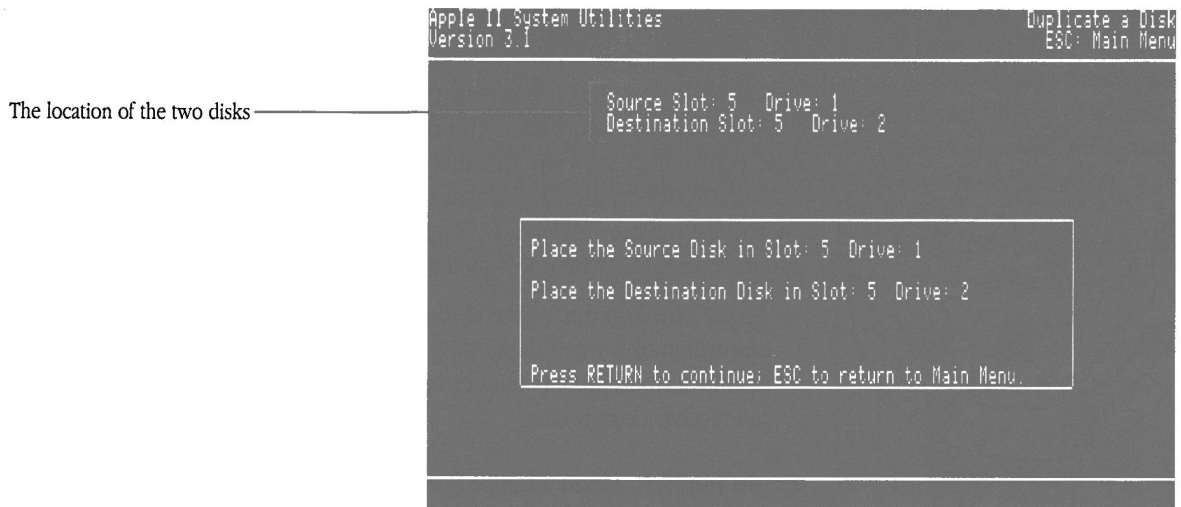 Apple II System Utilities
Duplicate a Disk
Version 3.1
ESC: Main Menu
The location of the two disks
Source Slot: 5 Drive: 1
Destination Slot: 5 Drive: 2
Place the Source Disk in Slot: 5 Drive: 1
Place the Destination Disk in Slot: 5 Drive: 2
Press RETURN to continue; ESC to return to Main Menu.